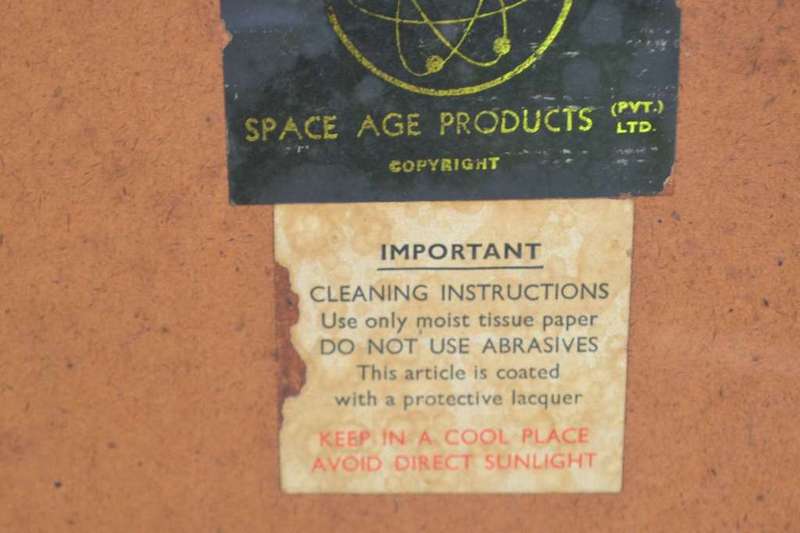 SPACE AGE PRODUCTS (PVT.) LTD.
COPYRIGHT
IMPORTANT
CLEANING INSTRUCTIONS
Use only moist tissue paper
DO NOT USE ABRASIVES
This article is coated
with a protective lacquer
KEEP IN A COOL PLACE
AVOID DIRECT SUNLIGHT